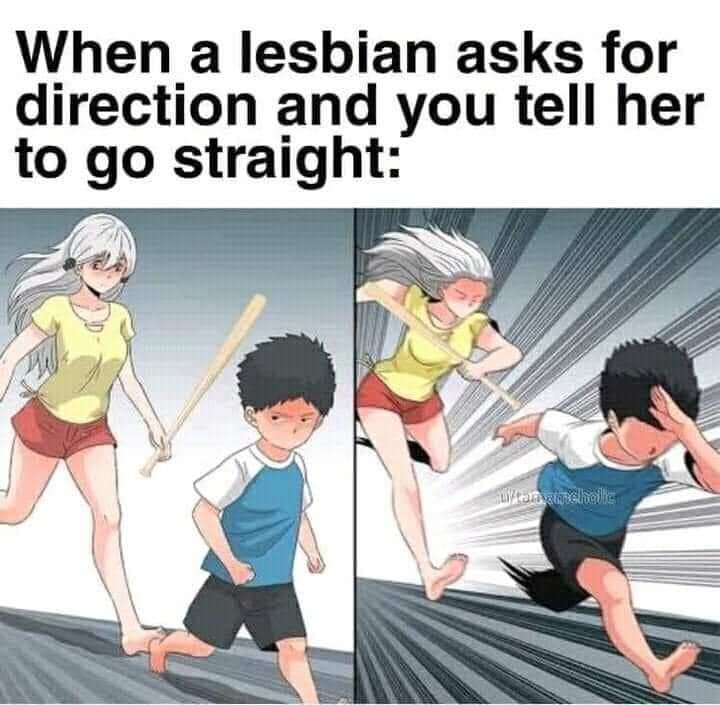 When a lesbian asks for
direction and you tell her
to go straight: